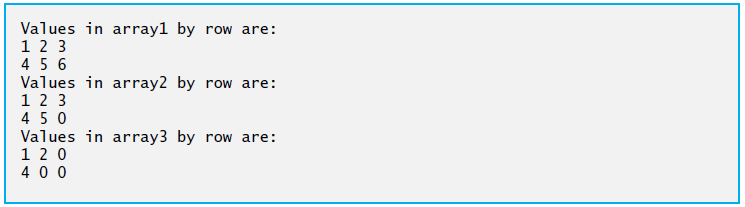 Values in array1 by row are:
1 2 3
4 5 6
Values in array2 by row are:
1 2 3
4 5 0
Values in array3 by row are:
1 2 0
4 0 0